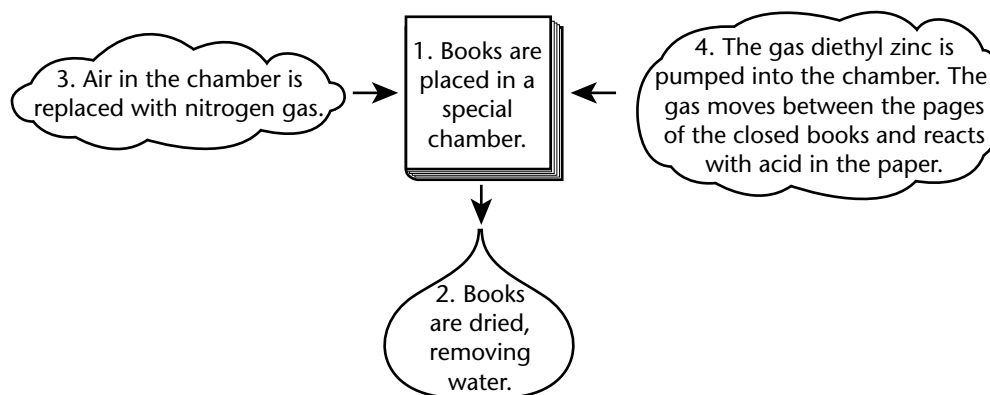 1. Books are
placed in a
special
chamber.
2. Books
are dried,
removing
water.
3. Air in the chamber is
replaced with nitrogen gas.
4. The gas diethyl zinc is
pumped into the chamber. The
gas moves between the pages
of the closed books and reacts
with acid in the paper.